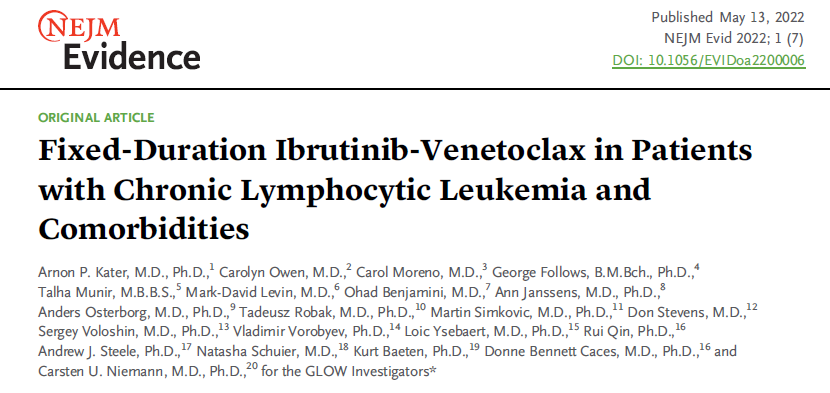 NEJM
Evidence
Published May 13, 2022
NEJM Evid 2022; 1 (7)
DOI: 10.1056/EVIDoa2200006
ORIGINAL ARTICLE
Fixed-Duration Ibrutinib-Venetoclax in Patients
with Chronic Lymphocytic Leukemia and
Comorbidities
Arnon P. Kater, M.D., Ph.D.,1 Carolyn Owen, M.D.,2 Carol Moreno, M.D.,3 George Follows, B.M.Bch., Ph.D.,4
Talha Munir, M.B.B.S.,5 Mark-David Levin, M.D.,6 Ohad Benjamini, M.D.,7 Ann Janssens, M.D., Ph.D.,8
Anders Osterborg, M.D., Ph.D.,9 Tadeusz Robak, M.D., Ph.D.,10 Martin Simkovic, M.D., Ph.D.,11 Don Stevens, M.D.,12
Sergey Voloshin, M.D., Ph.D.,13 Vladimir Vorobyev, Ph.D.,14 Loic Ysebaert, M.D., Ph.D.,15 Rui Qin, Ph.D.,16
Andrew J. Steele, Ph.D.,17 Natasha Schuier, M.D.,18 Kurt Baeten, Ph.D.,19 Donne Bennett Caces, M.D., Ph.D.,16 and
Carsten U. Niemann, M.D., Ph.D.,20 for the GLOW Investigators*